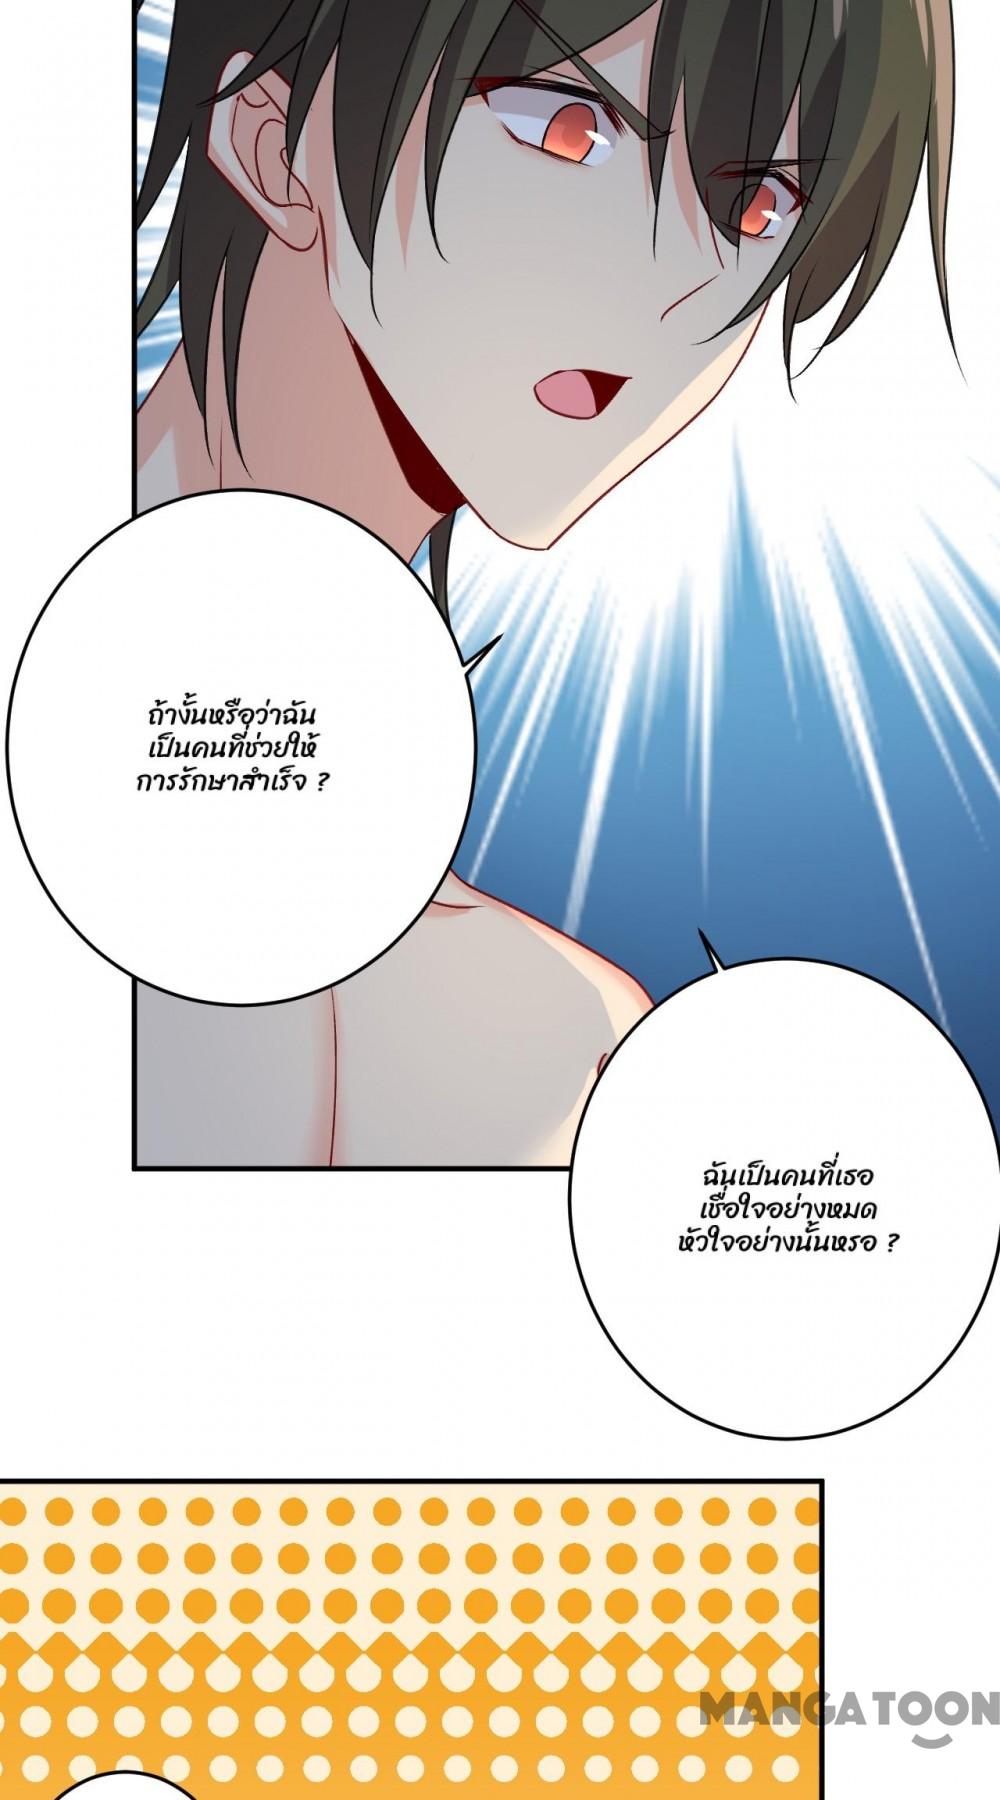 ถ้างั้นหรือว่าฉัน
เป็นคนที่ช่วยให้
การรักษาสำเร็จ ?
ฉันเป็นคนที่เธอ
เชื่อใจอย่างหมด
หัวใจอย่างนั้นหรอ ?
MANGATOON